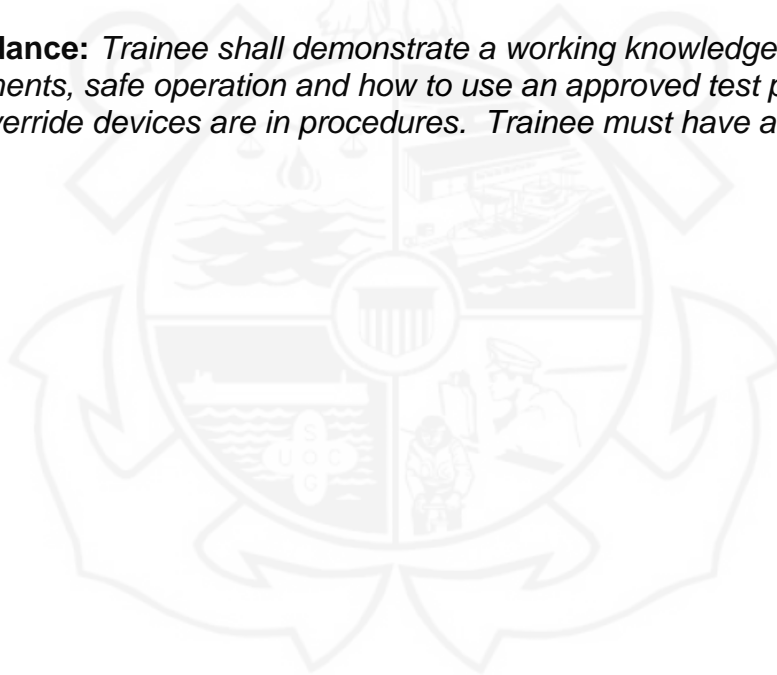 lance: Trainee shall demonstrate a working knowledge
nents, safe operation and how to use an approved test p
verride devices are in procedures.  Trainee must have a
S
U O C
G